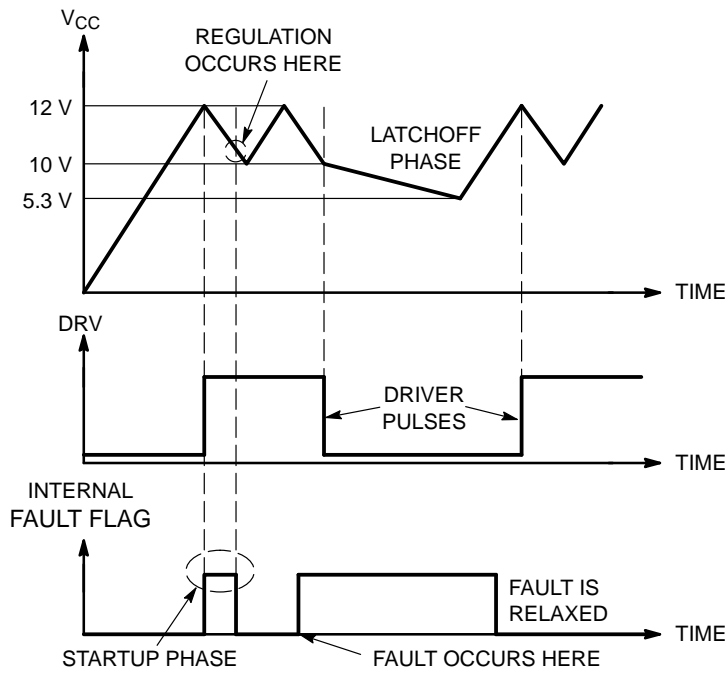 VCC
REGULATION
OCCURS HERE
12 V
LATCHOFF
PHASE
10 V
5.3 V
TIME
DRV
DRIVER
PULSES
TIME
INTERNAL
FAULT FLAG
FAULT IS
RELAXED
TIME
STARTUP PHASE
FAULT OCCURS HERE